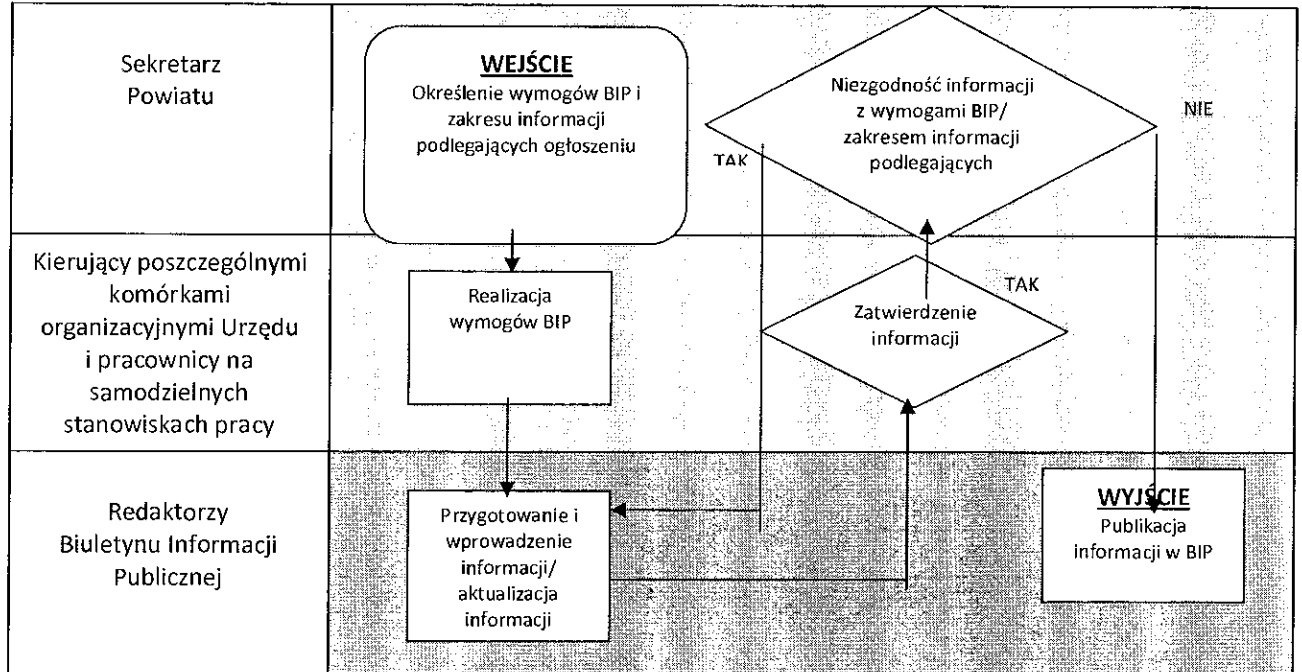 Sekretarz
Powiatu
WEJŚCIE
Określenie wymogów BIP i
zakresu informacji
podlegających ogłoszeniu
Niezgodność informacji
z wymogami BIP/
zakresem informacji
podlegających
NIE
TAK
Kierujący poszczególnymi
komórkami
organizacyjnymi Urzędu
i pracownicy na
samodzielnych
stanowiskach pracy
Realizacja
wymogów BIP
Zatwierdzenie
informacji
TAK
Redaktorzy
Biuletynu Informacji
Publicznej
Przygotowanie i
wprowadzenie
informacji/
aktualizacja
informacji
WYJŚCIE
Publikacja
informacji w BIP